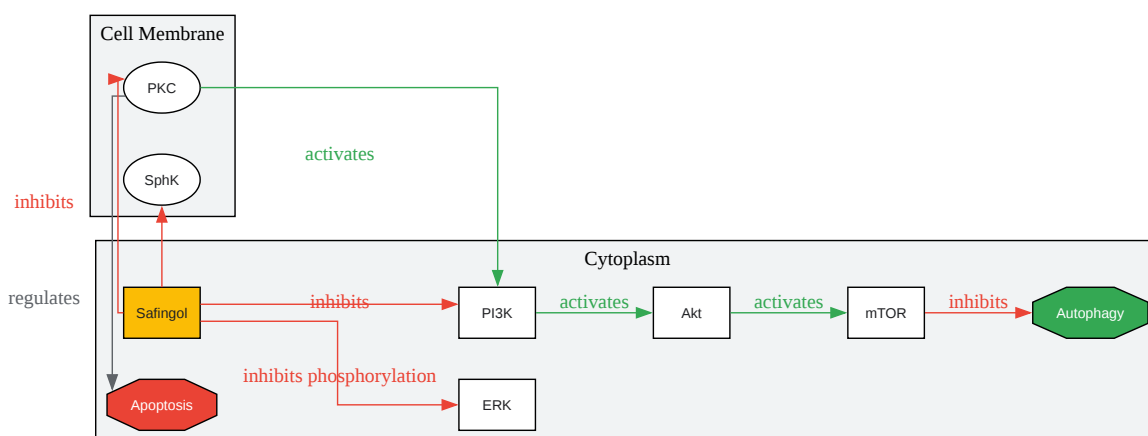 Cell Membrane
PKC
activates
SphK
inhibits
Cytoplasm
regulates
Safingol
inhibits
PI3K
activates
Akt
activates
mTOR
inhibits
Autophagy
inhibits phosphorylation
Apoptosis
ERK